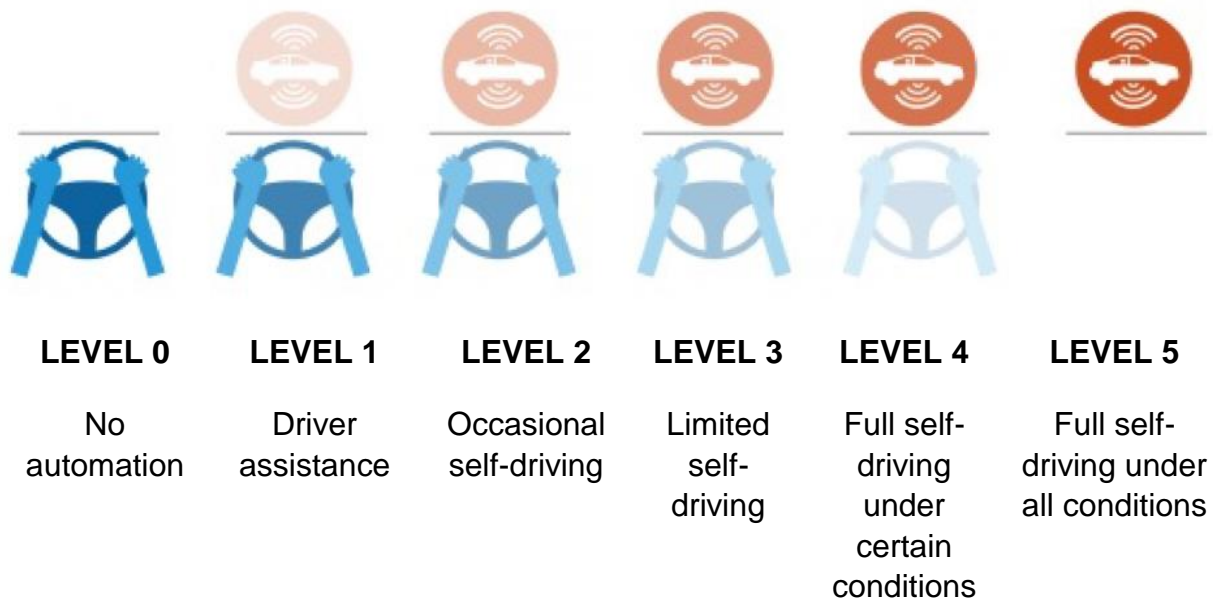 LEVEL 0
No
automation
LEVEL 1
Driver
assistance
LEVEL 2
Occasional
self-driving
LEVEL 3
Limited
self-
driving
LEVEL 4
Full self-
driving
under
certain
conditions
LEVEL 5
Full self-
driving under
all conditions